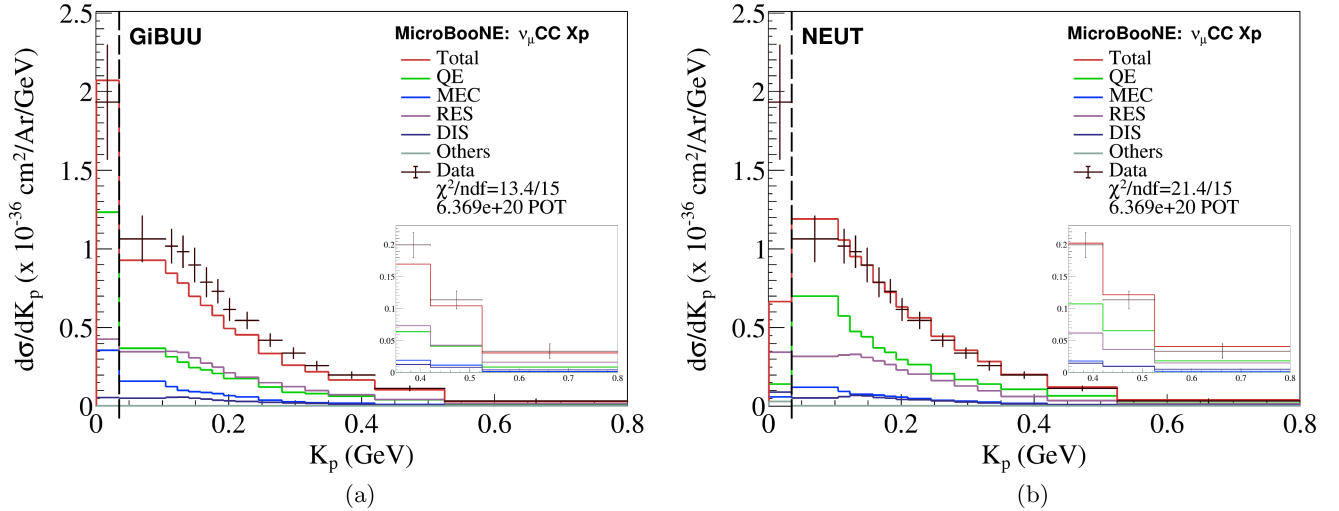 GiBUU
MicroBooNE: νμCC Xp
Total
QE
MEC
RES
DIS
Others
Data
χ²/ndf=13.4/15
6.369e+20 POT
dσ/dKp (x 10⁻³⁶ cm²/Ar/GeV)
2.5
2
1.5
1
0.5
0
0 0.2 0.4 0.6 0.8
Kp (GeV)
0.2
0.15
0.1
0.05
0
0.4 0.5 0.6 0.7 0.8
(a)
NEUT
MicroBooNE: νμCC Xp
Total
QE
MEC
RES
DIS
Others
Data
χ²/ndf=21.4/15
6.369e+20 POT
dσ/dKp (x 10⁻³⁶ cm²/Ar/GeV)
2.5
2
1.5
1
0.5
0
0 0.2 0.4 0.6 0.8
Kp (GeV)
0.2
0.15
0.1
0.05
0
0.4 0.5 0.6 0.7 0.8
(b)